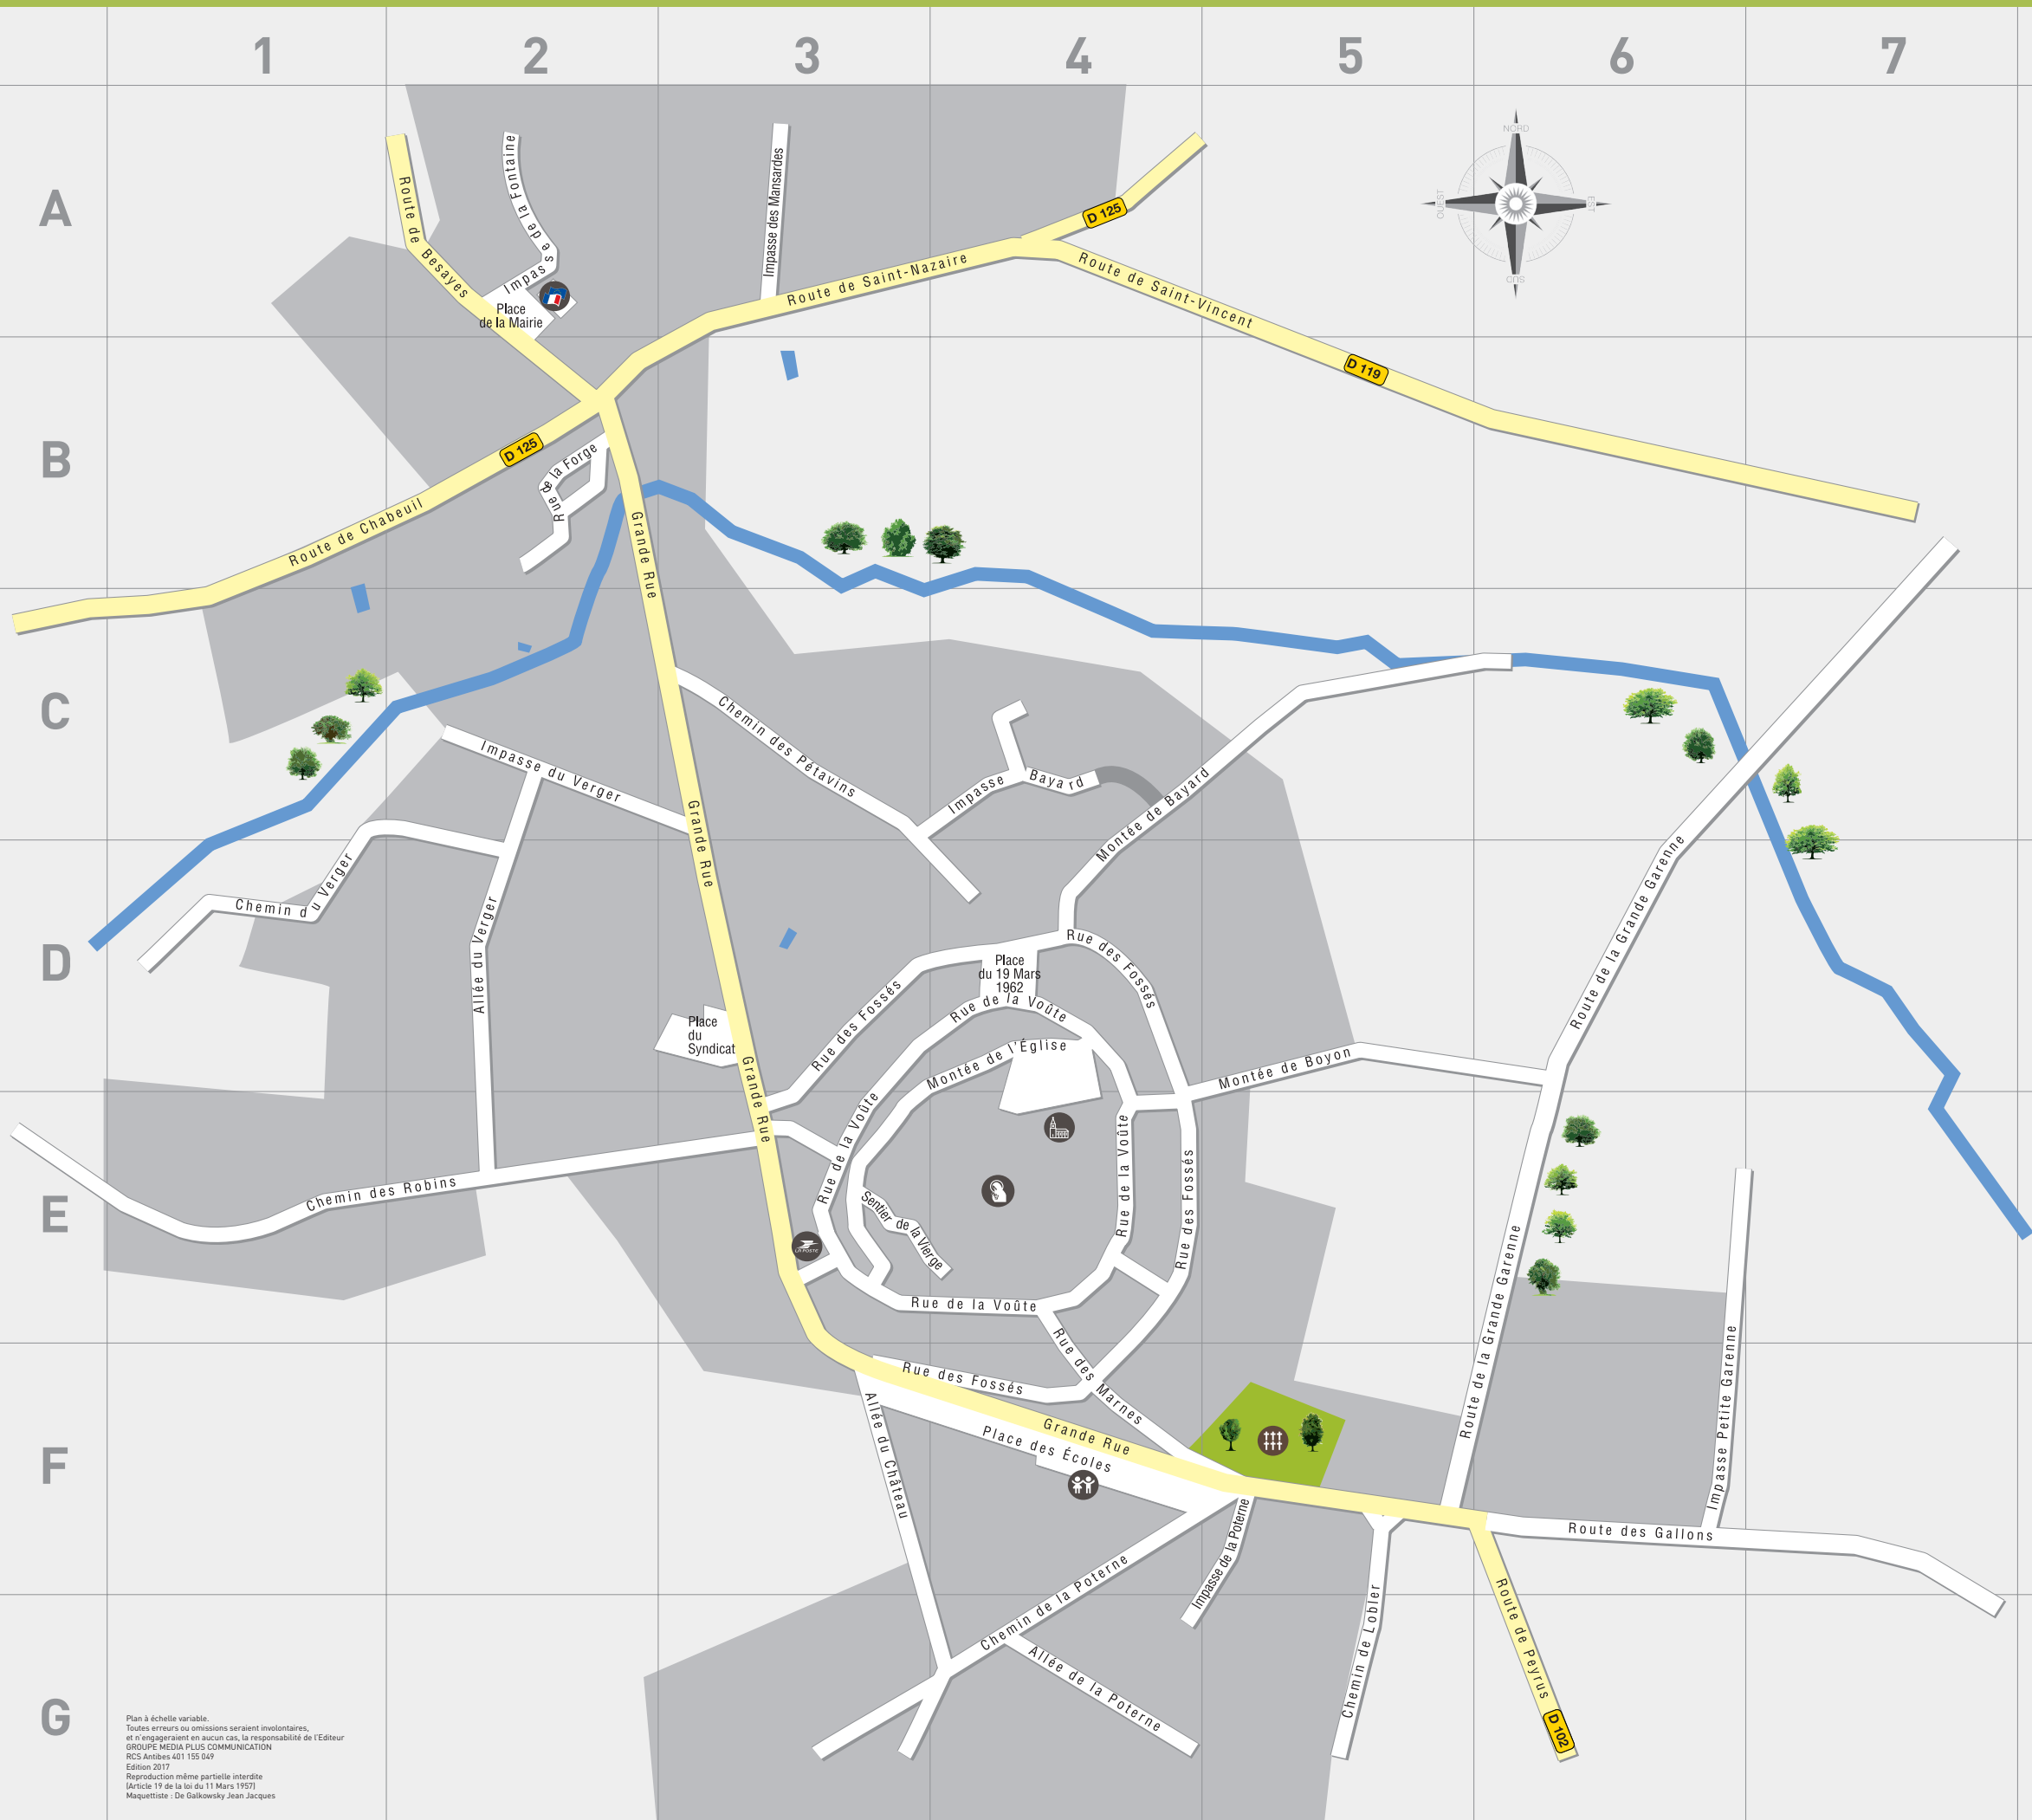 1 2 3 4 5 6 7
A
B
C
D
E
F
G
NORD
OUEST
EST
SUD
Route de Besayes
Impasse de la Fontaine
Place
de la Mairie
Impasse des Mansardes
Route de Saint-Nazaire
D 125
Route de Saint-Vincent
D 119
D 125
Route de Chabeuil
Rue de la Forge
Grande Rue
Chemin des Pétavins
Impasse Bayard
Montée de Bayard
Impasse du Verger
Grande Rue
Chemin du Verger
Allée du Verger
Route de la Grande Garenne
Rue des Fossés
Place
du 19 Mars
1962
Rue des Fossés
Rue de la Voûte
Place
du
Syndicat
Grande Rue
Montée de l'Église
Montée de Boyon
Rue de la Voûte
Rue de la Voûte
Rue des Fossés
Chemin des Robins
Sentier de la Vierge
LA POSTE
Rue de la Voûte
Route de la Grande Garenne
Impasse Petite Garenne
Rue des Fossés
Rue des Marnes
Grande Rue
Place des Écoles
Allée du Château
Impasse de la Poterne
Route des Gallons
Chemin de la Poterne
Allée de la Poterne
Chemin de Lobler
Route de Peyrus
D 102
Plan à échelle variable.
Toutes erreurs ou omissions seraient involontaires,
et n'engageraient en aucun cas, la responsabilité de l'Editeur
GROUPE MEDIA PLUS COMMUNICATION
RCS Antibes 401 155 049
Edition 2017
Reproduction même partielle interdite
(Article 19 de la loi du 11 Mars 1957)
Maquettiste : De Galkowsky Jean Jacques